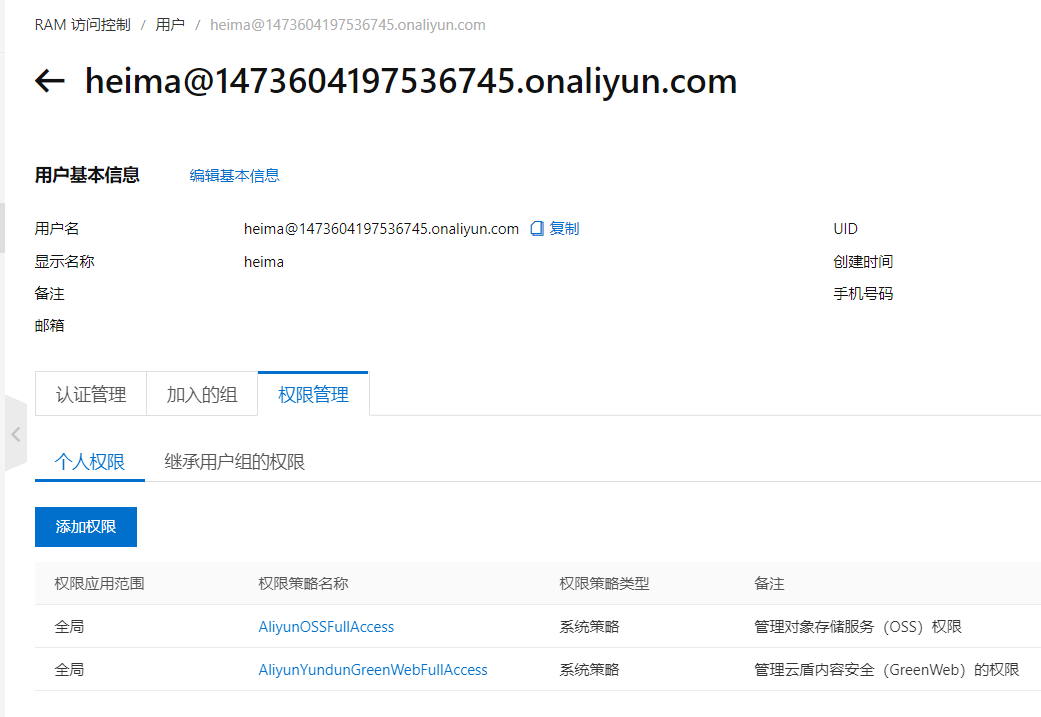 RAM 访问控制 / 用户 / heima@1473604197536745.onaliyun.com
← heima@1473604197536745.onaliyun.com
用户基本信息 编辑基本信息
用户名 heima@1473604197536745.onaliyun.com 复制 UID
显示名称 heima 创建时间
备注 手机号码
邮箱
认证管理 加入的组 权限管理
个人权限 继承用户组的权限
添加权限
权限应用范围 权限策略名称 权限策略类型 备注
全局 AliyunOSSFullAccess 系统策略 管理对象存储服务（OSS）权限
全局 AliyunYundunGreenWebFullAccess 系统策略 管理云盾内容安全（GreenWeb）的权限